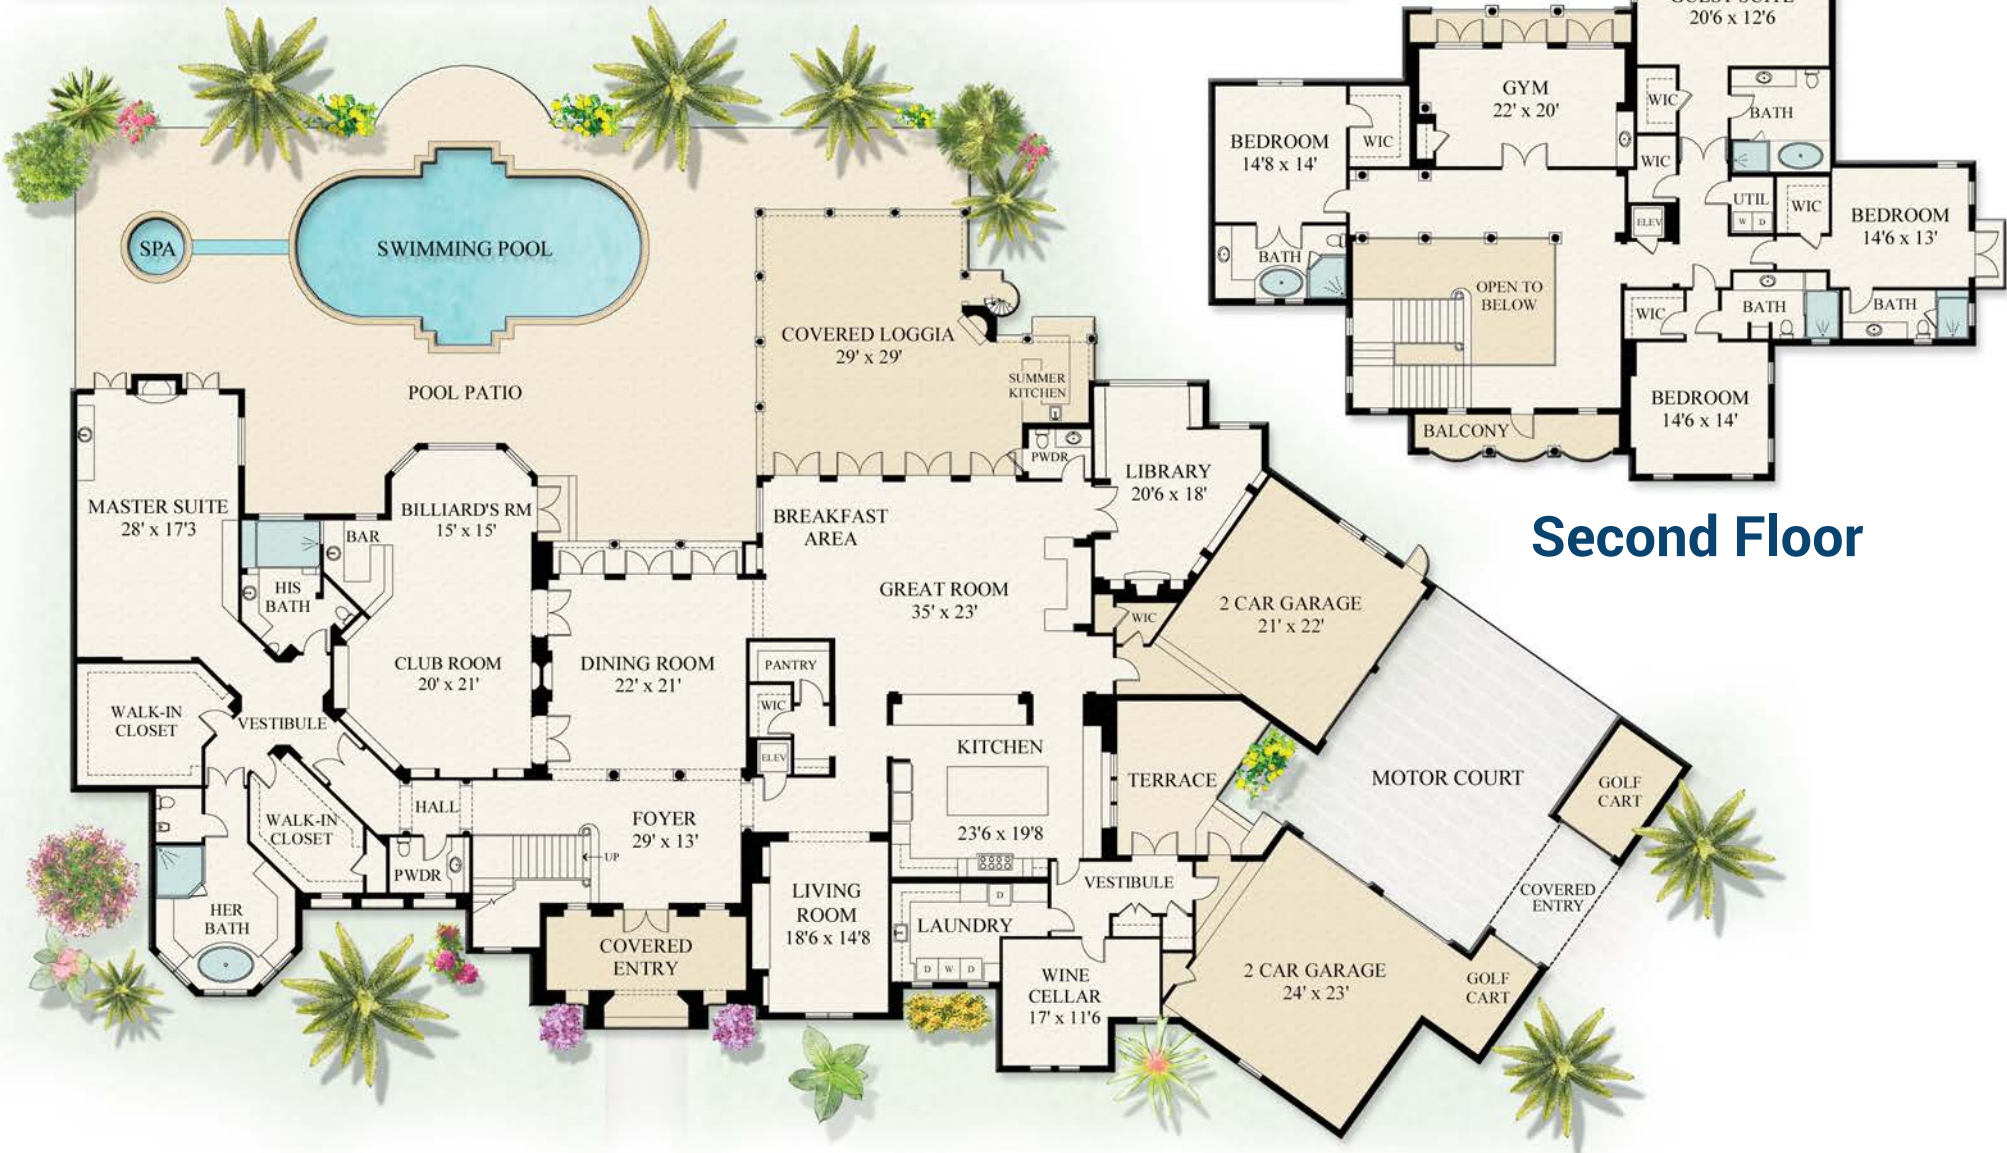 SPA
SWIMMING POOL
POOL PATIO
COVERED LOGGIA
29' x 29'
SUMMER
KITCHEN
PWDR
LIBRARY
20'6 x 18'
MASTER SUITE
28' x 17'3
BILLIARD'S RM
15' x 15'
BAR
HIS
BATH
BREAKFAST
AREA
GREAT ROOM
35' x 23'
WIC
2 CAR GARAGE
21' x 22'
CLUB ROOM
20' x 21'
DINING ROOM
22' x 21'
PANTRY
WIC
ELEV
WALK-IN
CLOSET
VESTIBULE
KITCHEN
23'6 x 19'8
TERRACE
MOTOR COURT
GOLF
CART
HALL
FOYER
29' x 13'
UP
WALK-IN
CLOSET
PWDR
HER
BATH
COVERED
ENTRY
LIVING
ROOM
18'6 x 14'8
LAUNDRY
D
D
W
D
VESTIBULE
WINE
CELLAR
17' x 11'6
2 CAR GARAGE
24' x 23'
COVERED
ENTRY
GOLF
CART
20'6 x 12'6
GYM
22' x 20'
WIC
BATH
BEDROOM
14'8 x 14'
WIC
WIC
UTIL
W D
WIC
BEDROOM
14'6 x 13'
ELEV
BATH
OPEN TO
BELOW
WIC
BATH
BATH
BEDROOM
14'6 x 14'
BALCONY
Second Floor